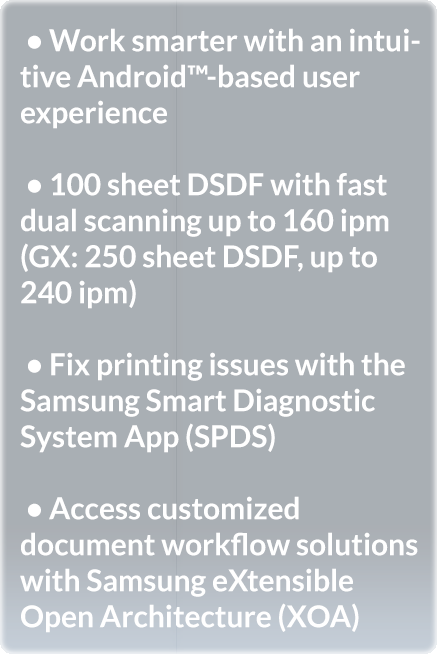 • Work smarter with an intui-
tive Android™-based user
experience
• 100 sheet DSDF with fast
dual scanning up to 160 ipm
(GX: 250 sheet DSDF, up to
240 ipm)
• Fix printing issues with the
Samsung Smart Diagnostic
System App (SPDS)
• Access customized
document workflow solutions
with Samsung eXtensible
Open Architecture (XOA)